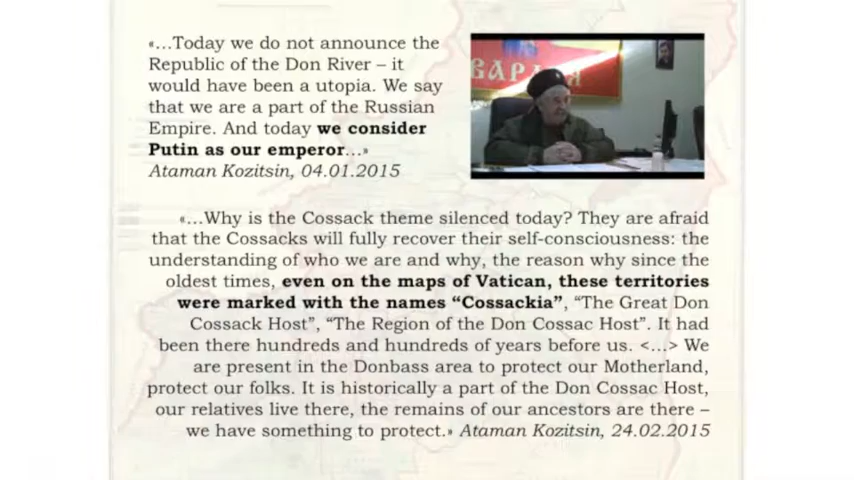 «...Today we do not announce the
Republic of the Don River – it
would have been a utopia. We say
that we are a part of the Russian
Empire. And today we consider
Putin as our emperor...»
Ataman Kozitsin, 04.01.2015
ВАР
«...Why is the Cossack theme silenced today? They are afraid
that the Cossacks will fully recover their self-consciousness: the
understanding of who we are and why, the reason why since the
oldest times, even on the maps of Vatican, these territories
were marked with the names “Cossackia”, “The Great Don
Cossack Host”, “The Region of the Don Cossac Host”. It had
been there hundreds and hundreds of years before us. <...> We
are present in the Donbass area to protect our Motherland,
protect our folks. It is historically a part of the Don Cossac Host,
our relatives live there, the remains of our ancestors are there –
we have something to protect.» Ataman Kozitsin, 24.02.2015